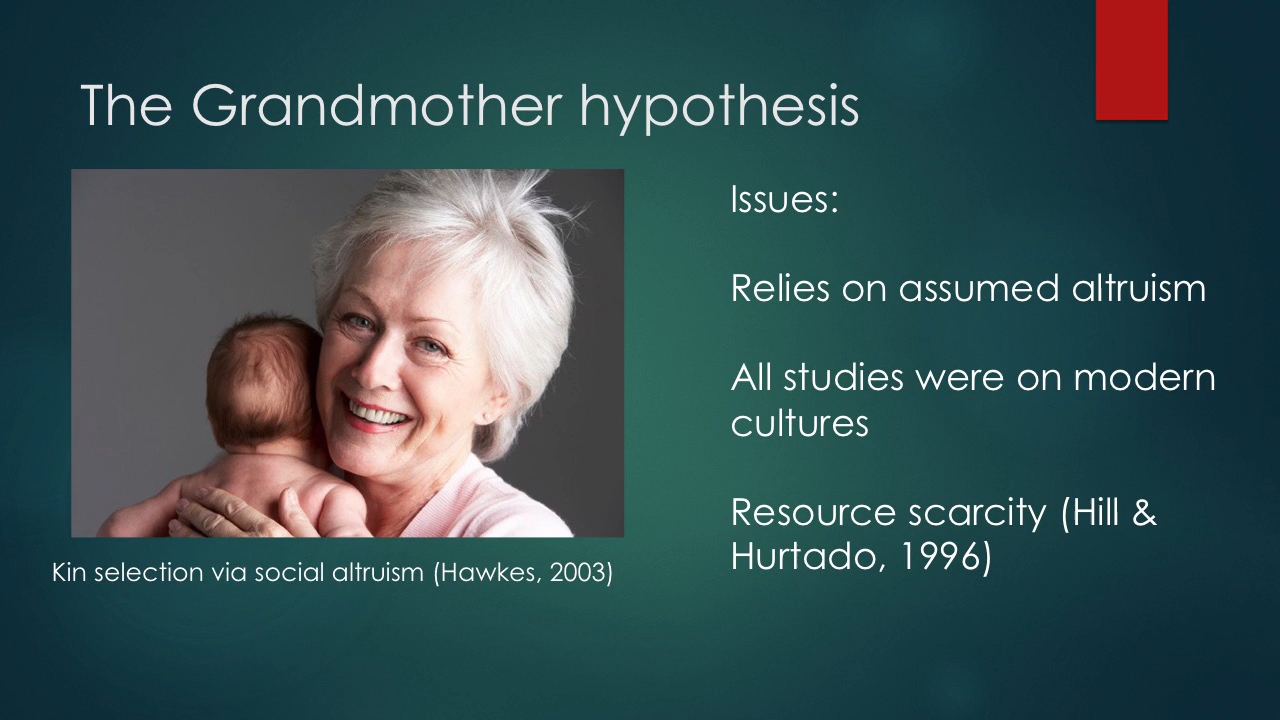 The Grandmother hypothesis
Kin selection via social altruism (Hawkes, 2003)
Issues:
Relies on assumed altruism
All studies were on modern
cultures
Resource scarcity (Hill &
Hurtado, 1996)